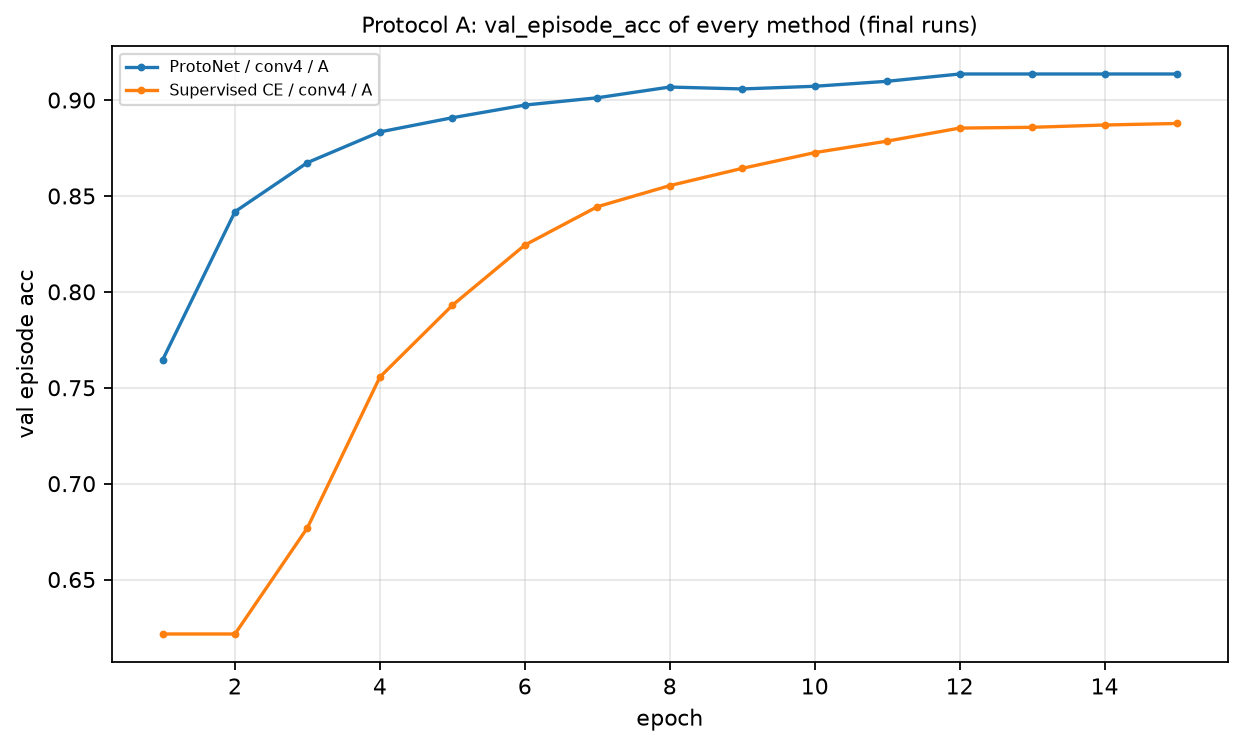 Protocol A: val_episode_acc of every method (final runs)
ProtoNet / conv4 / A
Supervised CE / conv4 / A
val episode acc
0.90
0.85
0.80
0.75
0.70
0.65
2 4 6 8 10 12 14
epoch